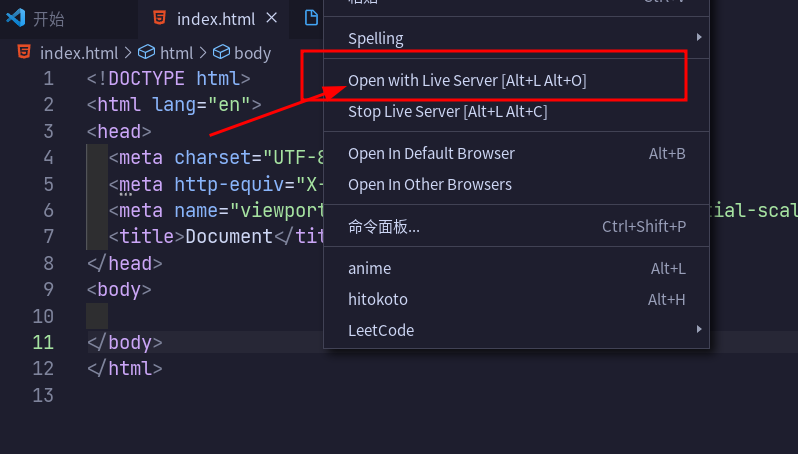 开始
index.html
index.html > html > body
1 <!DOCTYPE html>
2 <html lang="en">
3 <head>
4 <meta charset="UTF-8
5 <meta http-equiv="X-
6 <meta name="viewport
tial-scal
7 <title>Document</tit
8 </head>
9 <body>
10
11 </body>
12 </html>
13
Spelling
Open with Live Server [Alt+L Alt+O]
Stop Live Server [Alt+L Alt+C]
Open In Default Browser Alt+B
Open In Other Browsers
命令面板... Ctrl+Shift+P
anime Alt+L
hitokoto Alt+H
LeetCode